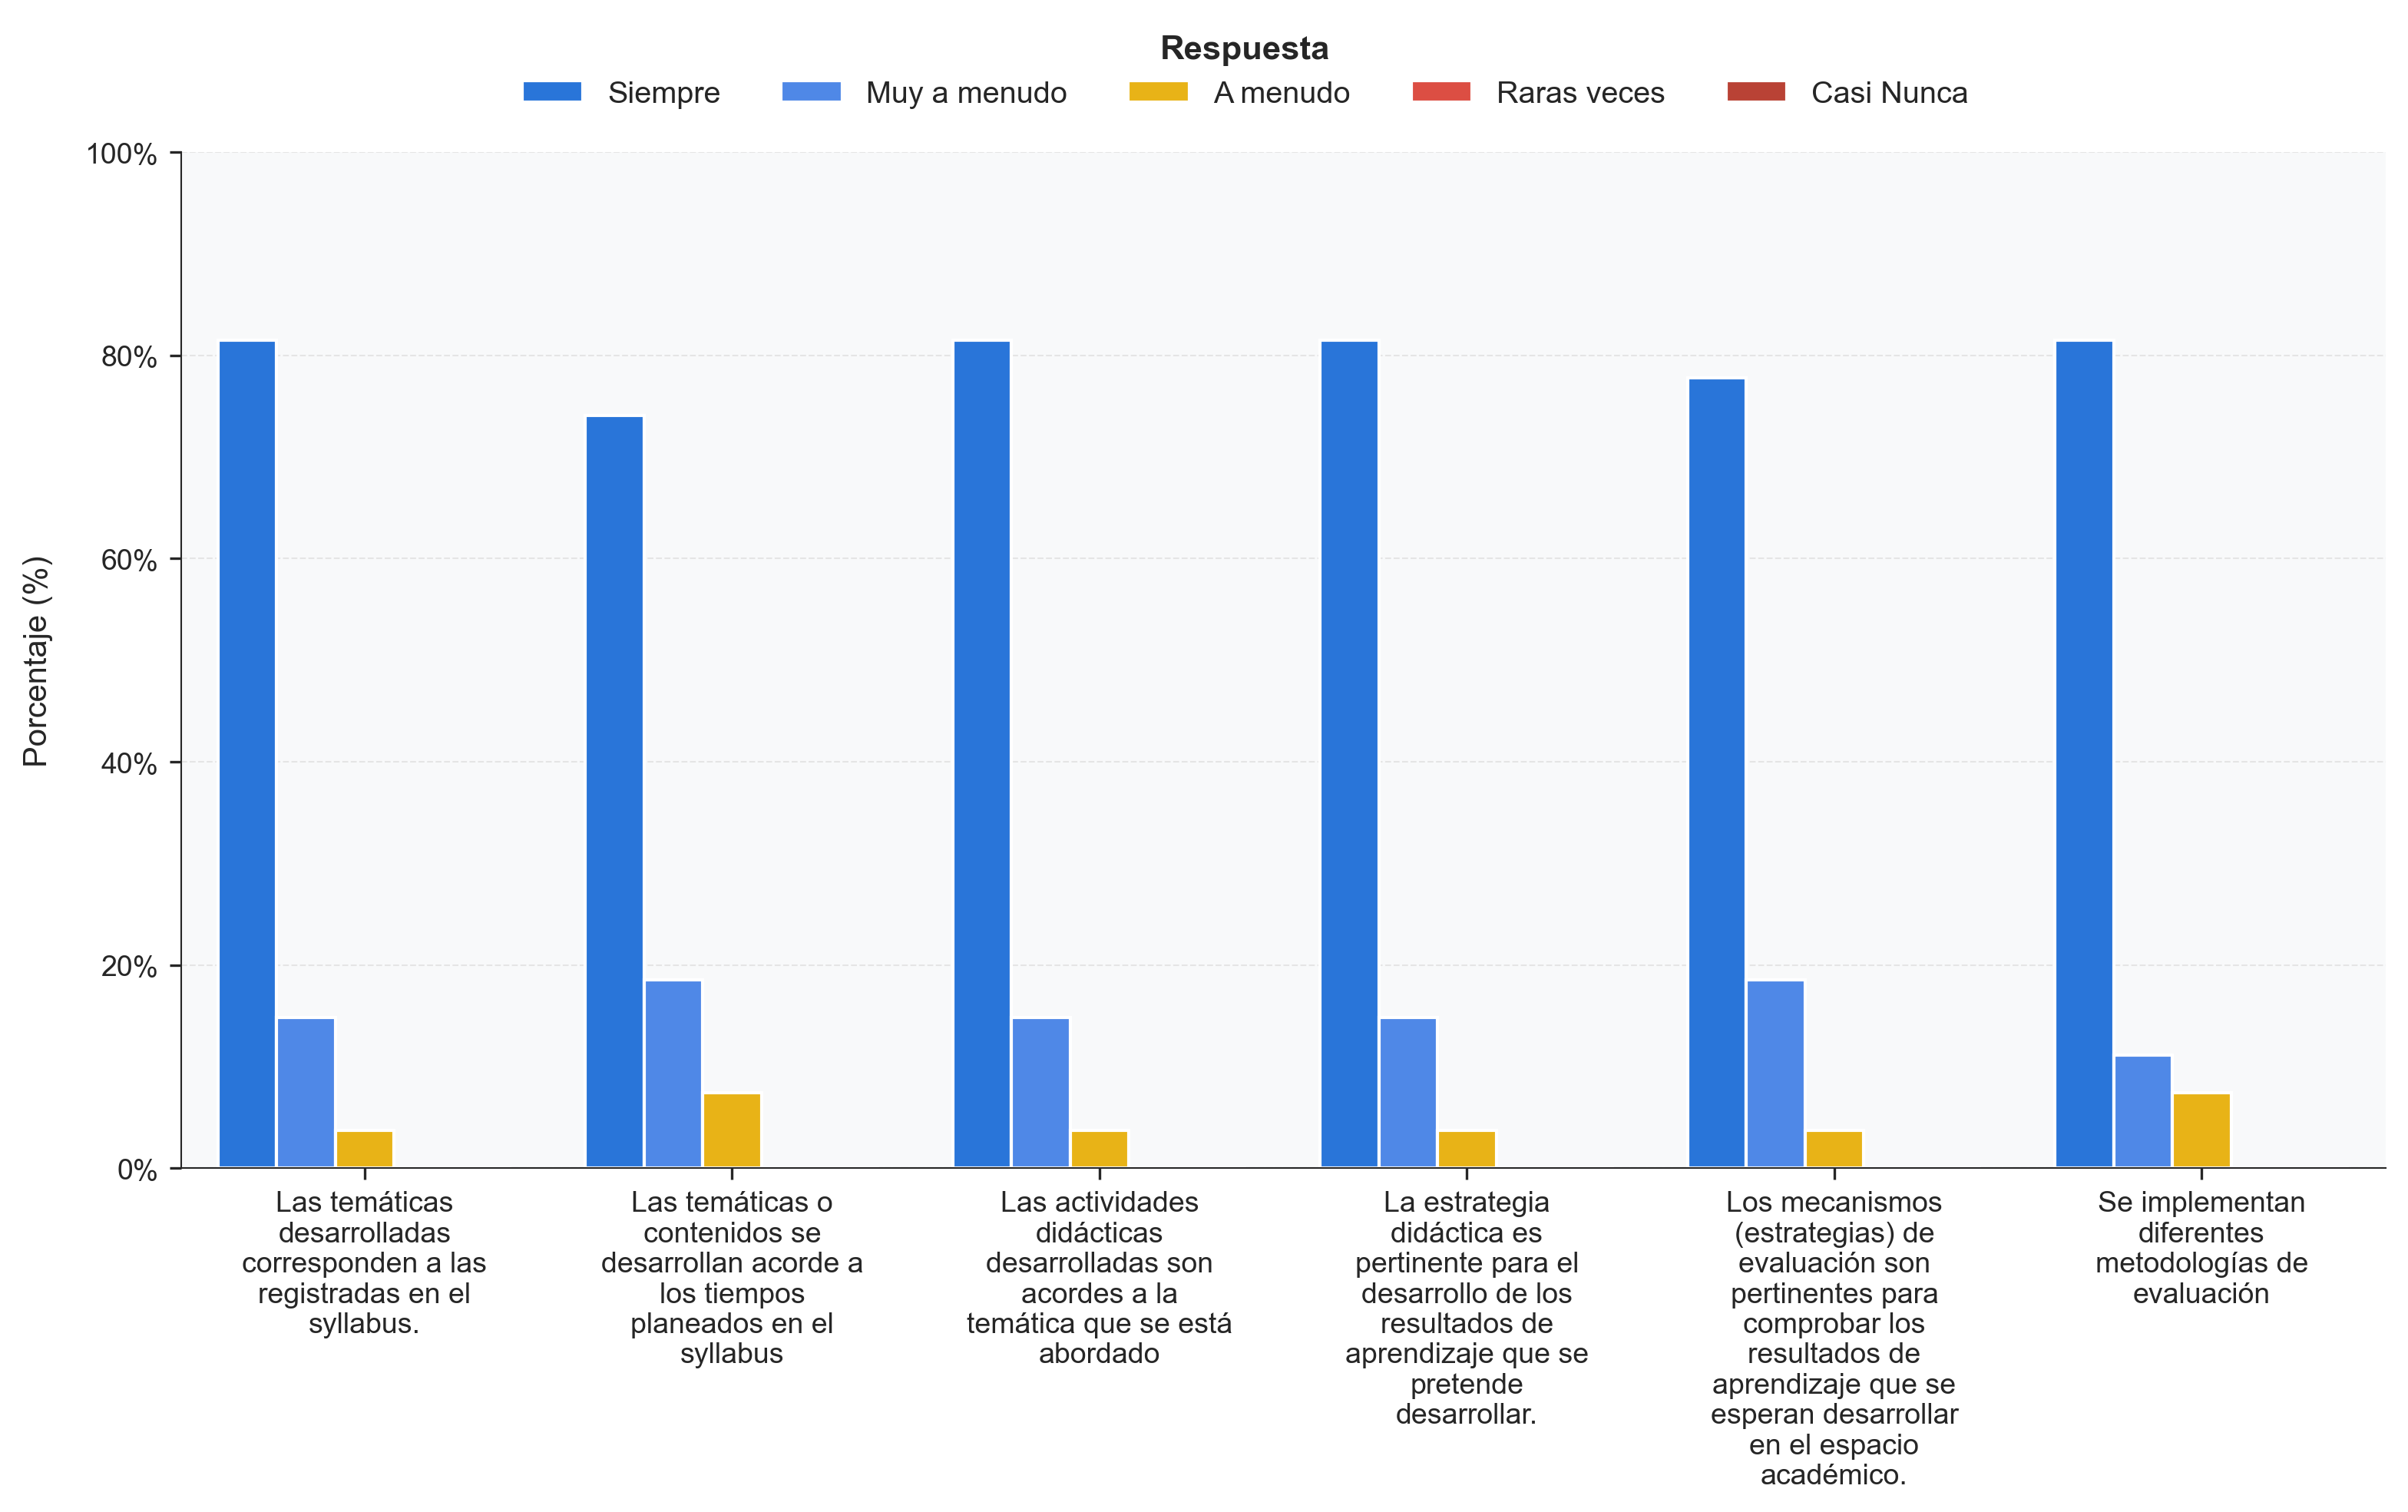 Respuesta
Siempre Muy a menudo A menudo Raras veces Casi Nunca
100%
80%
60%
40%
20%
0%
Porcentaje (%)
Las temáticas
desarrolladas
corresponden a las
registradas en el
syllabus.
Las temáticas o
contenidos se
desarrollan acorde a
los tiempos
planeados en el
syllabus
Las actividades
didácticas
desarrolladas son
acordes a la
temática que se está
abordado
La estrategia
didáctica es
pertinente para el
desarrollo de los
resultados de
aprendizaje que se
pretende
desarrollar.
Los mecanismos
(estrategias) de
evaluación son
pertinentes para
comprobar los
resultados de
aprendizaje que se
esperan desarrollar
en el espacio
académico.
Se implementan
diferentes
metodologías de
evaluación